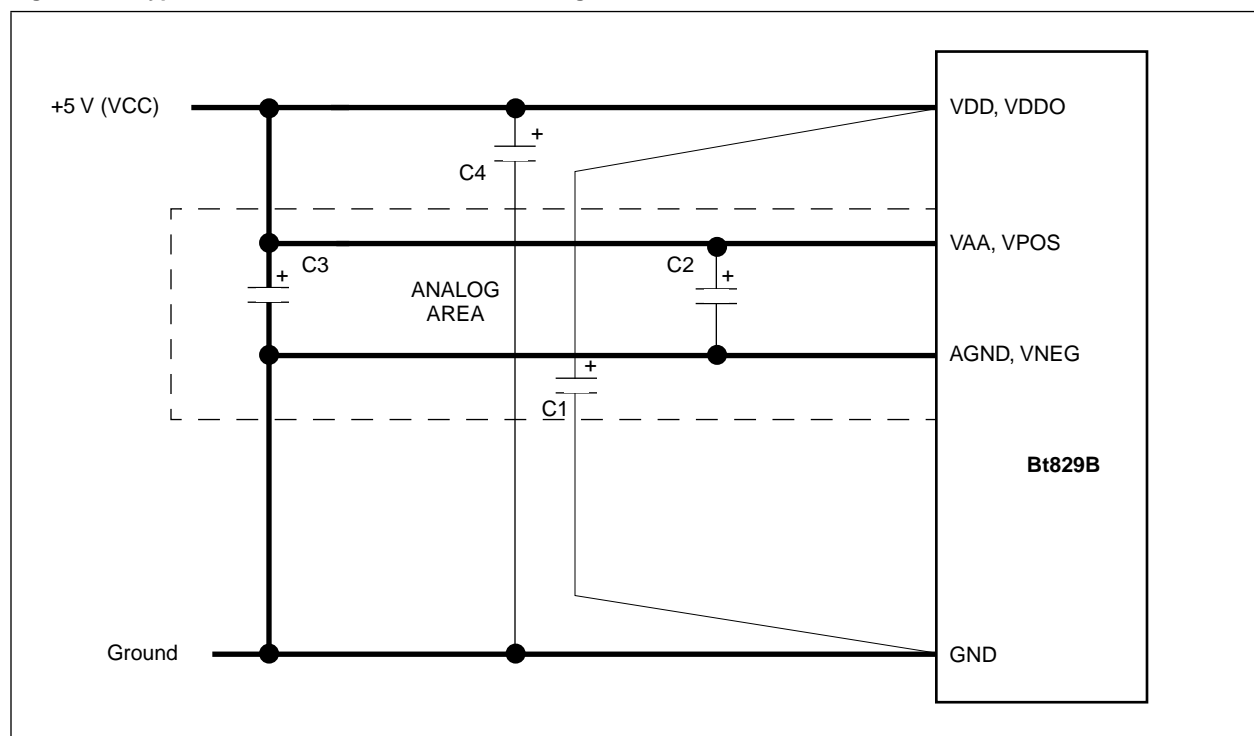 +5 V (VCC)
VDD, VDDO
+
C4
VAA, VPOS
C3
C2
+
+
ANALOG
AREA
AGND, VNEG
+
C1
Bt829B
Ground
GND